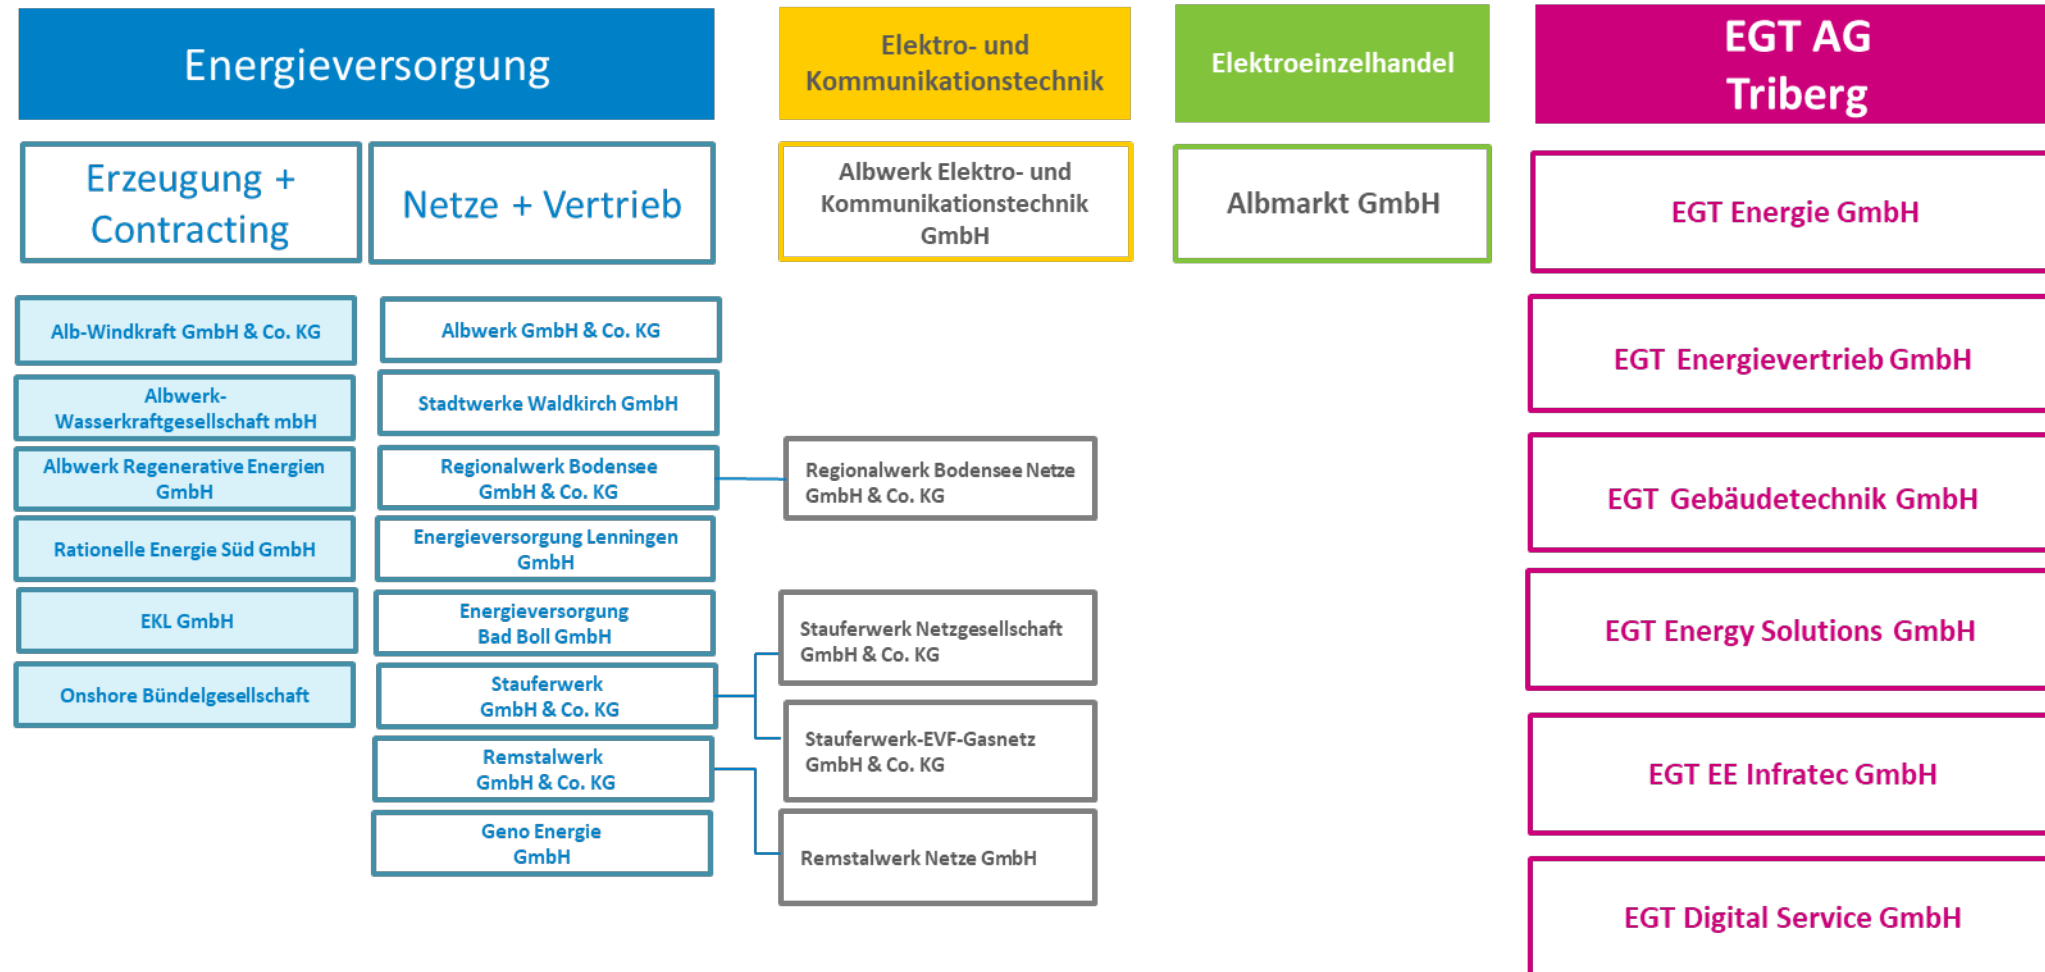 Energieversorgung
Elektro- und
Kommunikationstechnik
Elektroeinzelhandel
EGT AG
Triberg
Erzeugung +
Contracting
Netze + Vertrieb
Albwerk Elektro- und
Kommunikationstechnik
GmbH
Albmarkt GmbH
EGT Energie GmbH
Alb-Windkraft GmbH & Co. KG
Albwerk-
Wasserkraftgesellschaft mbH
Albwerk Regenerative Energien
GmbH
Rationelle Energie Süd GmbH
EKL GmbH
Onshore Bündelgesellschaft
Albwerk GmbH & Co. KG
Stadtwerke Waldkirch GmbH
Regionalwerk Bodensee
GmbH & Co. KG
Energieversorgung Lenningen
GmbH
Energieversorgung
Bad Boll GmbH
Stauferwerk
GmbH & Co. KG
Remstalwerk
GmbH & Co. KG
Geno Energie
GmbH
Regionalwerk Bodensee Netze
GmbH & Co. KG
Stauferwerk Netzgesellschaft
GmbH & Co. KG
Stauferwerk-EVF-Gasnetz
GmbH & Co. KG
Remstalwerk Netze GmbH
EGT Energievertrieb GmbH
EGT Gebäudetechnik GmbH
EGT Energy Solutions GmbH
EGT EE Infratec GmbH
EGT Digital Service GmbH